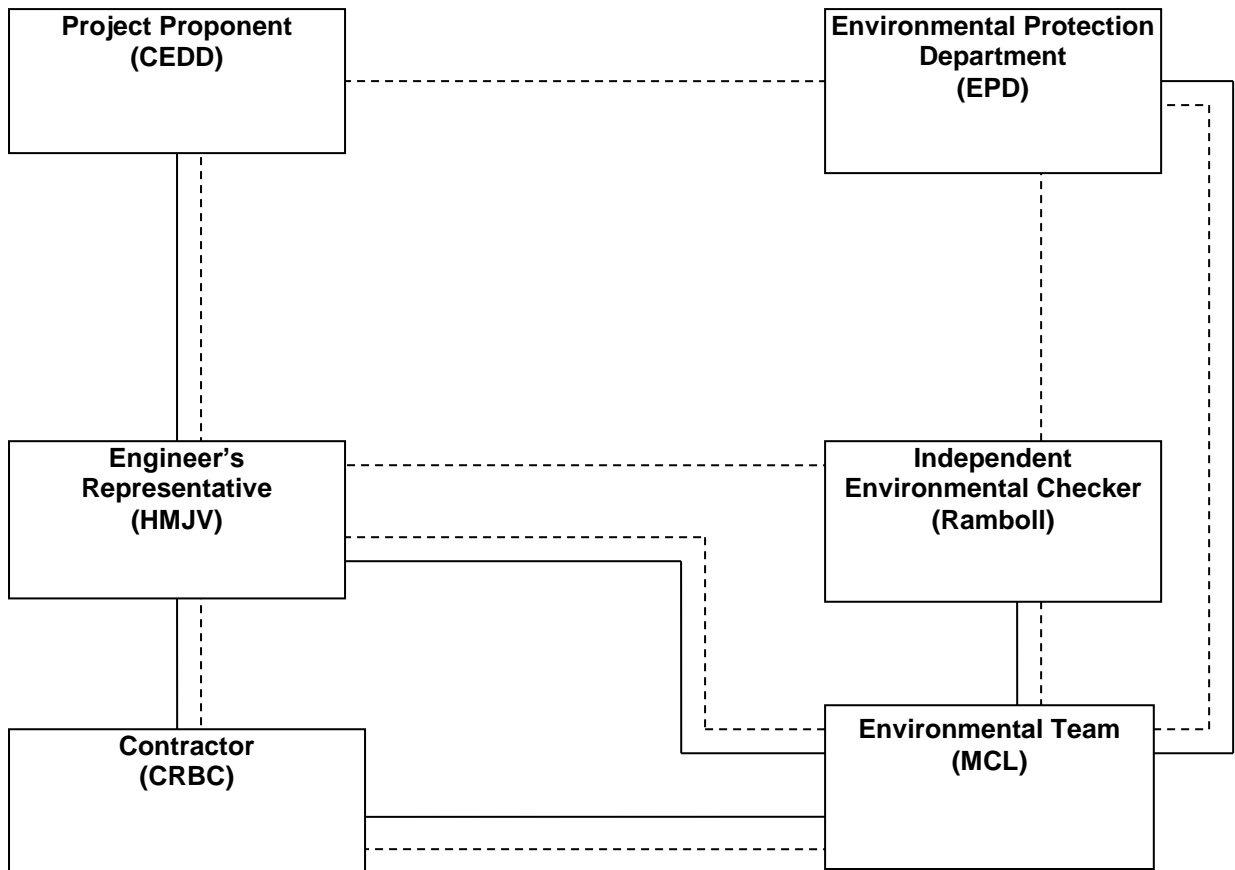 Project Proponent
(CEDD)
Environmental Protection
Department
(EPD)
Engineer’s
Representative
(HMJV)
Independent
Environmental Checker
(Ramboll)
Contractor
(CRBC)
Environmental Team
(MCL)